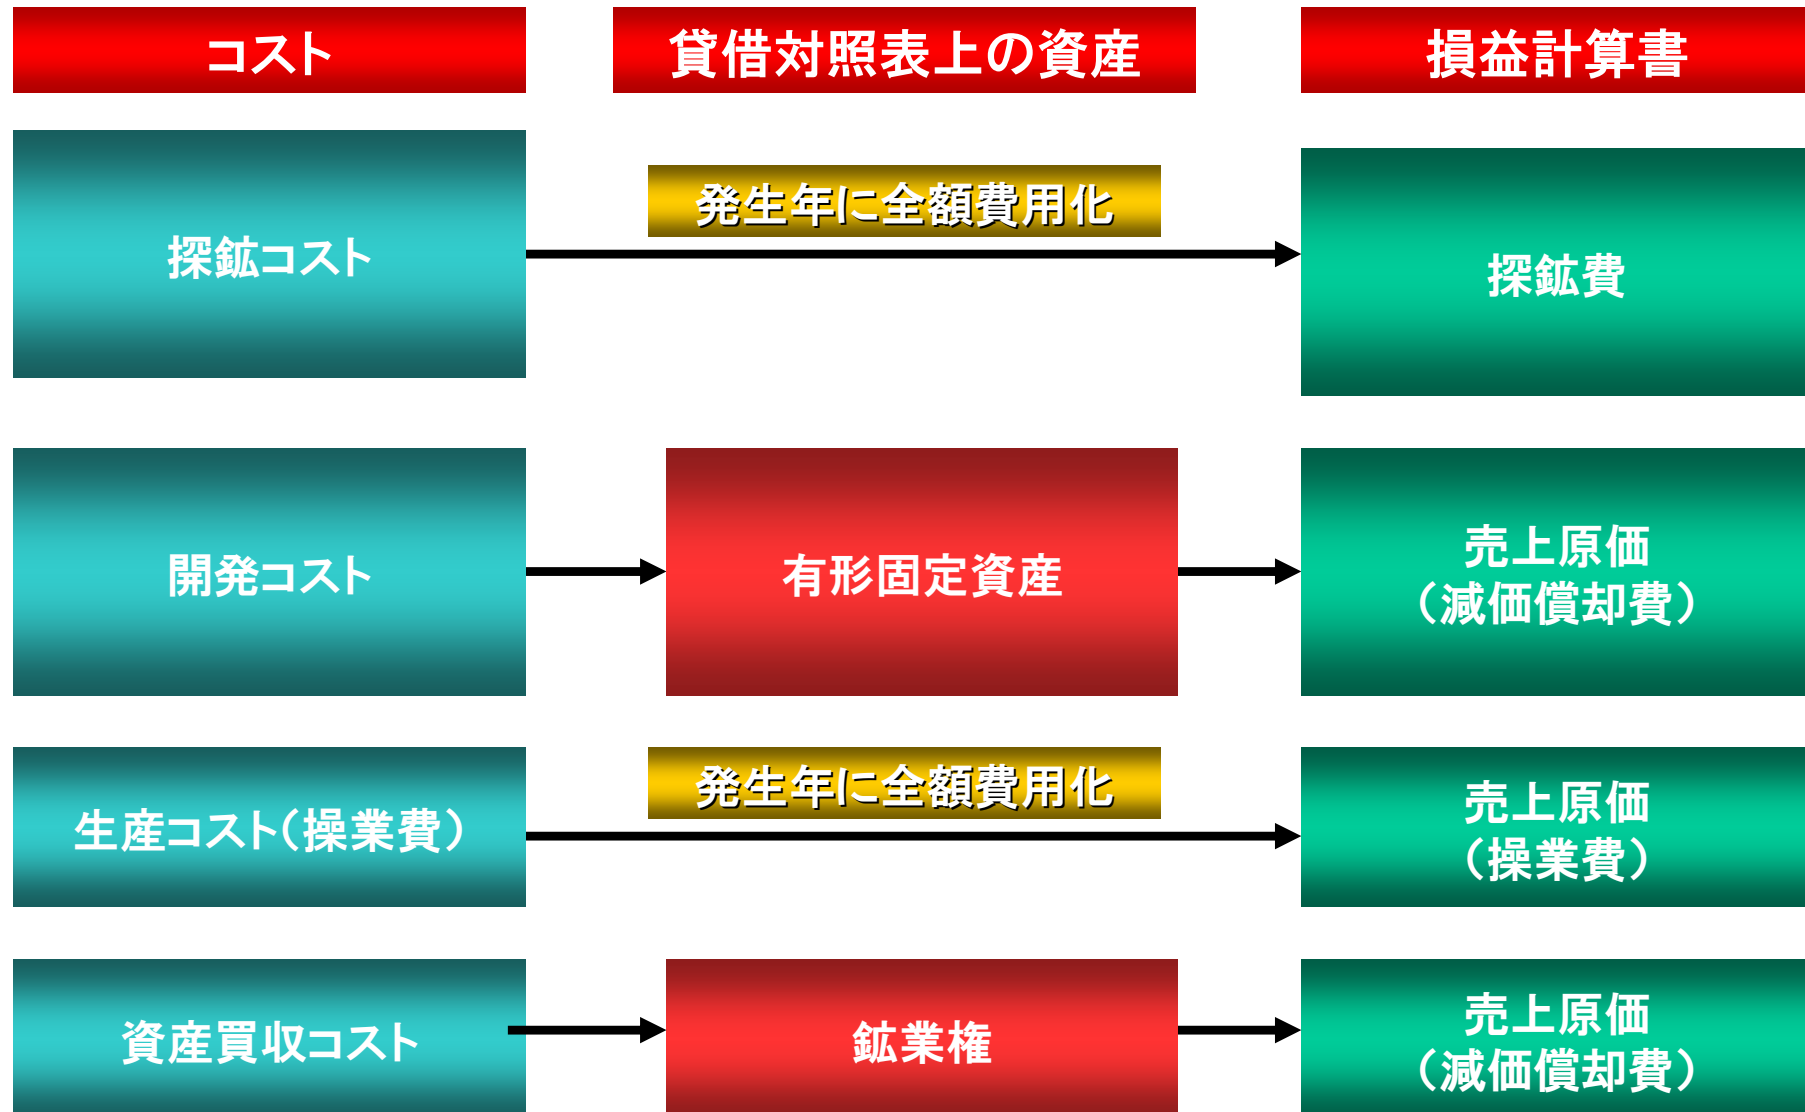 コスト
貸借対照表上の資産
損益計算書
探鉱コスト
発生年に全額費用化
探鉱費
開発コスト
有形固定資産
売上原価
（減価償却費）
生産コスト（操業費）
発生年に全額費用化
売上原価
（操業費）
資産買収コスト
鉱業権
売上原価
（減価償却費）